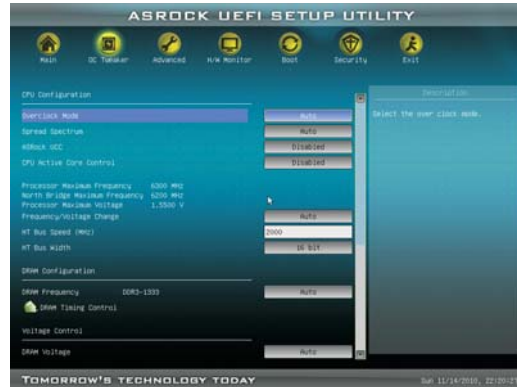 ASROCK UEFI SETUP UTILITY
Main OC Tweaker Advanced H/W Monitor Boot Security Exit
CPU Configuration
Description
Overclock Mode Auto
Select the over clock mode.
Spread Spectrum Auto
ASRock UCC Disabled
CPU Active Core Control Disabled
Processor Maximum Frequency 6300 MHz
North Bridge Maximum Frequency 6200 MHz
Processor Maximum Voltage 1.5500 V
Frequency/Voltage Change Auto
HT Bus Speed (MHz) 2000
HT Bus Width 16 bit
DRAM Configuration
DRAM Frequency DDR3-1333 Auto
DRAM Timing Control
Voltage Control
DRAM Voltage Auto
TOMORROW'S TECHNOLOGY TODAY
Sun 11/14/2010, 22:20:21